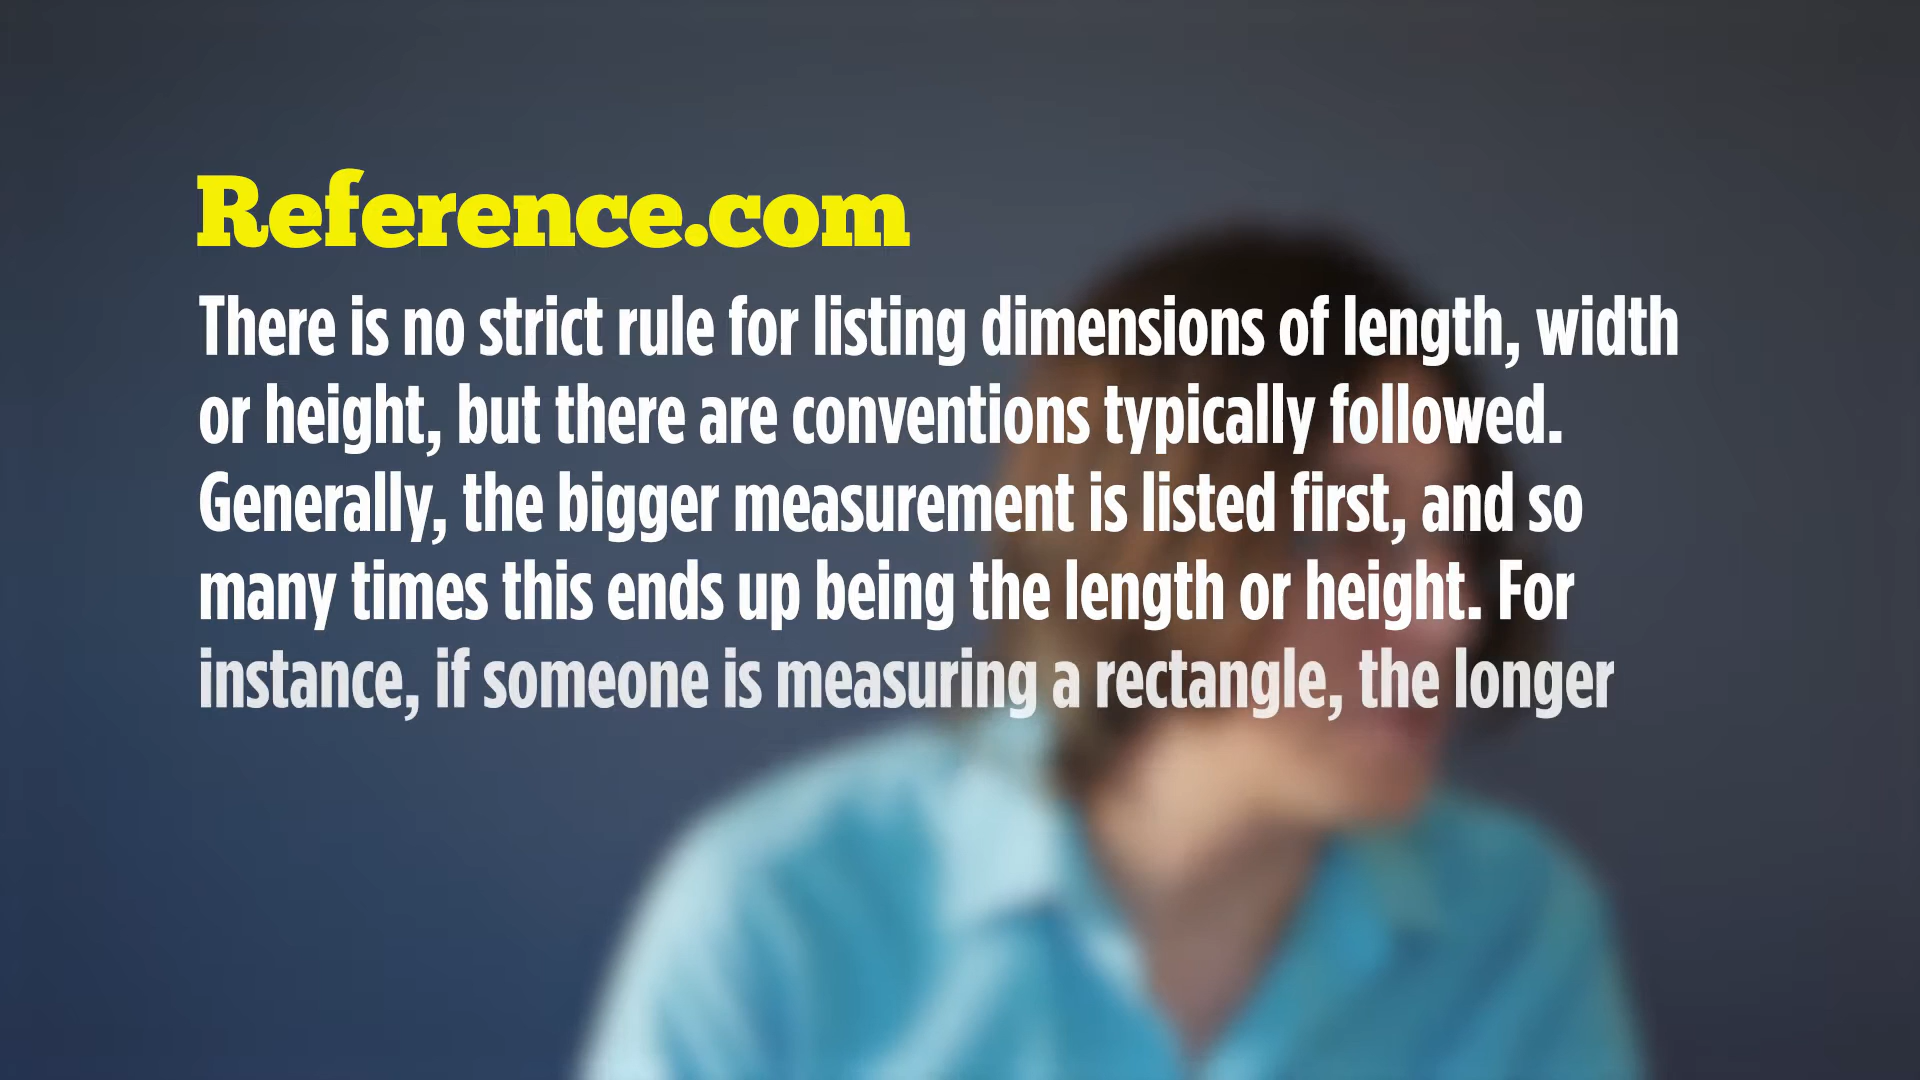 Reference.com
There is no strict rule for listing dimensions of length, width
or height, but there are conventions typically followed.
Generally, the bigger measurement is listed first, and so
many times this ends up being the length or height. For
instance, if someone is measuring a rectangle, the longer